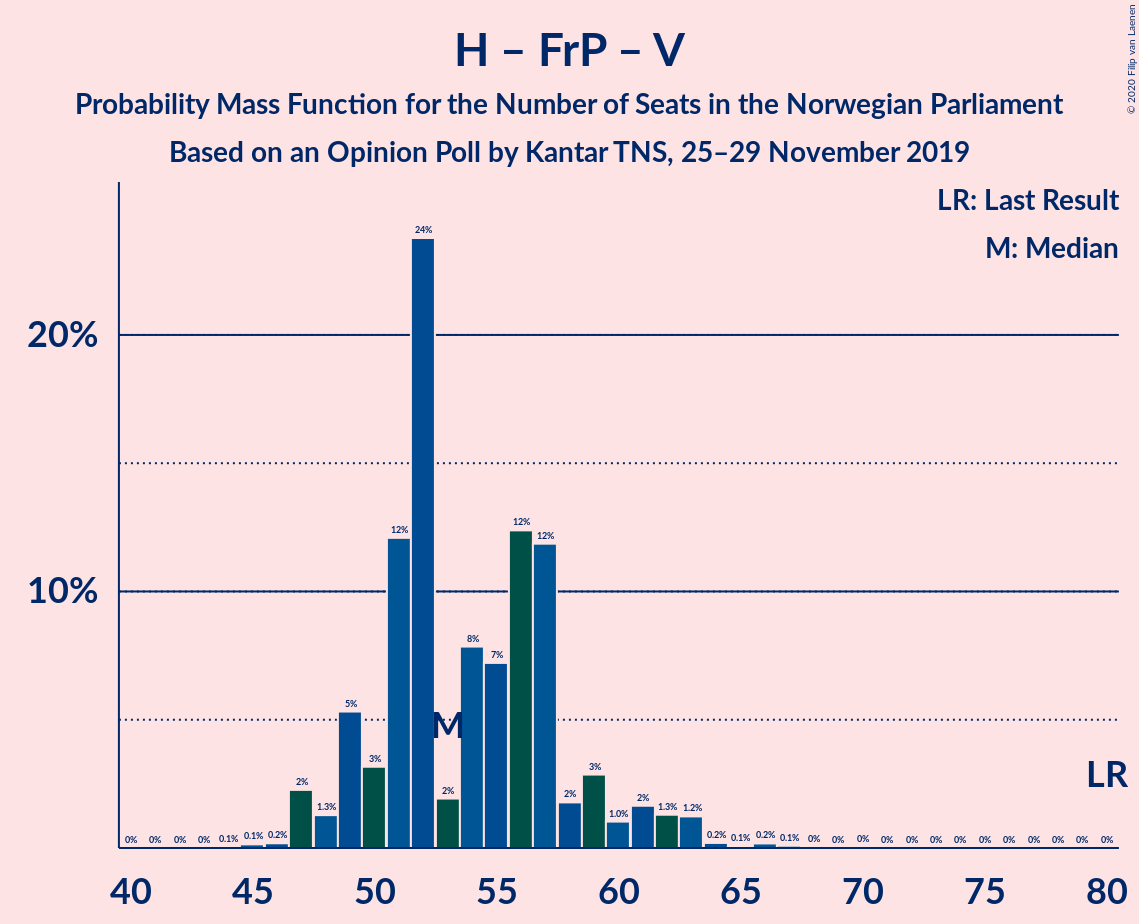 © 2020 Filip van Laenen
H – FrP – V
Probability Mass Function for the Number of Seats in the Norwegian Parliament
Based on an Opinion Poll by Kantar TNS, 25–29 November 2019
LR: Last Result
M: Median
20%
10%
0% 0% 0% 0% 0.1% 0.1% 0.2% 2% 1.3% 5% 3% 12% 24% 2% 8% 7% 12% 12% 2% 3% 1.0% 2% 1.3% 1.2% 0.2% 0.1% 0.2% 0.1% 0% 0% 0% 0% 0% 0% 0% 0% 0% 0% 0% 0% 0%
M
LR
40 45 50 55 60 65 70 75 80